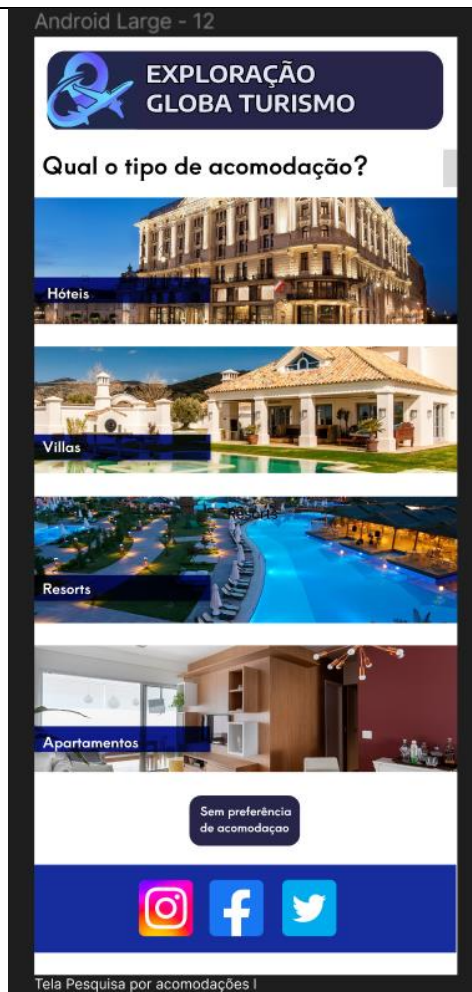 Android Large - 12
EXPLORAÇÃO
GLOBA TURISMO
Qual o tipo de acomodação?
Hóteis
Villas
Resorts
Resorts
Apartamentos
Sem preferência
de acomodaçao
Tela Pesquisa por acomodações I